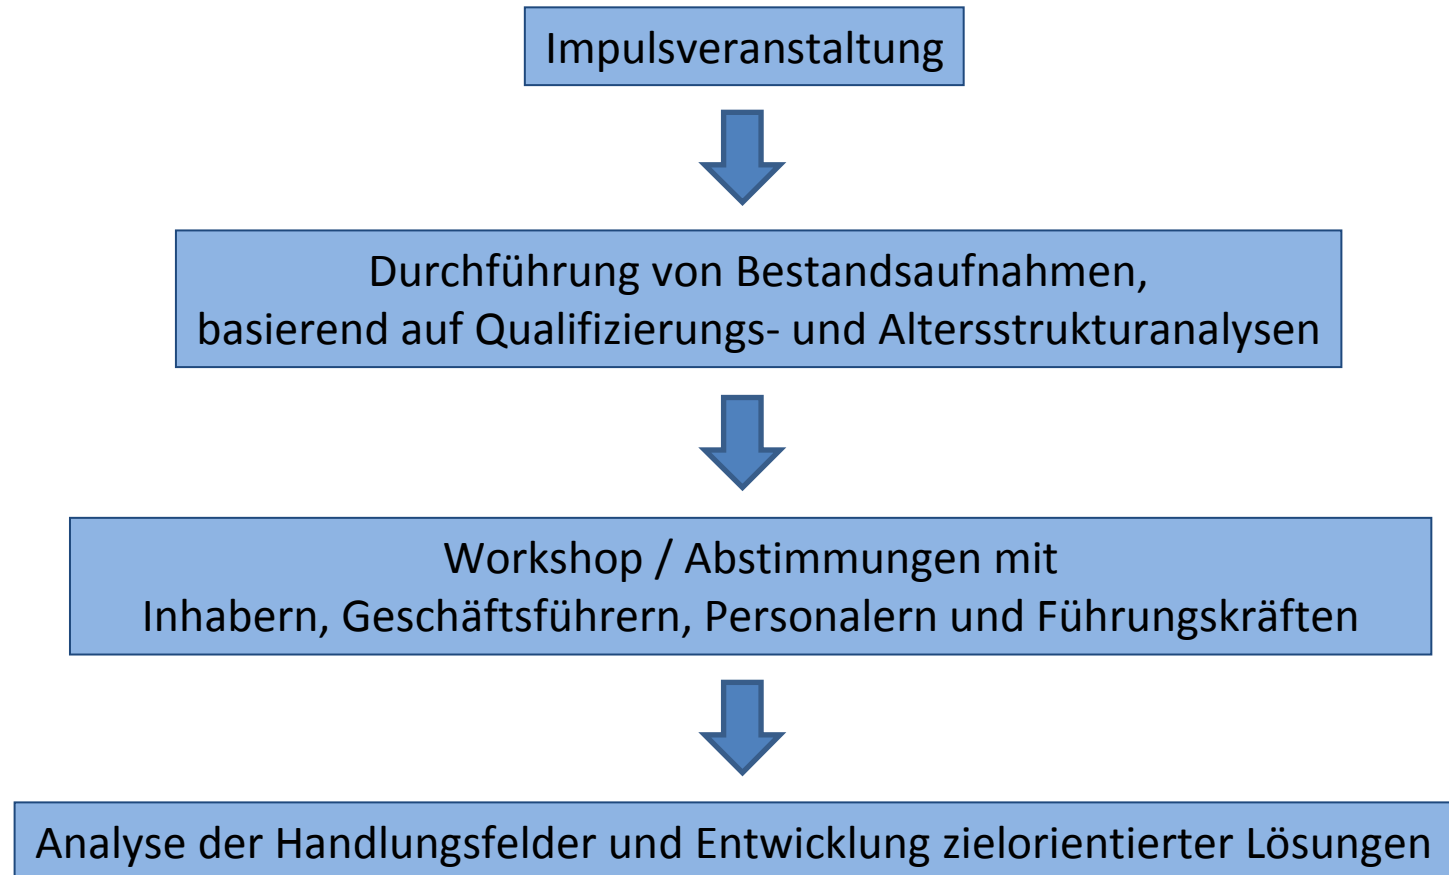 Impulsveranstaltung
Durchführung von Bestandsaufnahmen,
basierend auf Qualifizierungs- und Altersstrukturanalysen
Workshop / Abstimmungen mit
Inhabern, Geschäftsführern, Personalern und Führungskräften
Analyse der Handlungsfelder und Entwicklung zielorientierter Lösungen